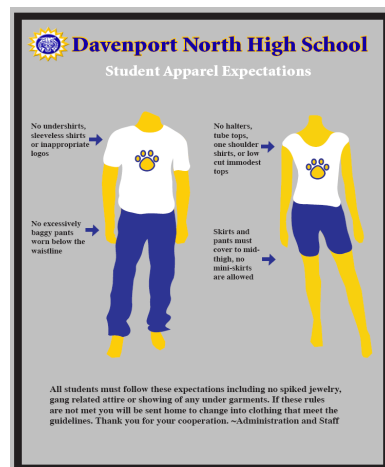 Davenport North High School
Student Apparel Expectations
No undershirts,
sleeveless shirts
or inappropriate
logos
No halters,
tube tops,
one shoulder
shirts, or low
cut immodest
tops
No excessively
baggy pants
worn below the
waistline
Skirts and
pants must
cover to mid-
thigh, no
mini-skirts
are allowed
All students must follow these expectations including no spiked jewelry,
gang related attire or showing of any under garments. If these rules
are not met you will be sent home to change into clothing that meet the
guidelines. Thank you for your cooperation. ~Administration and Staff